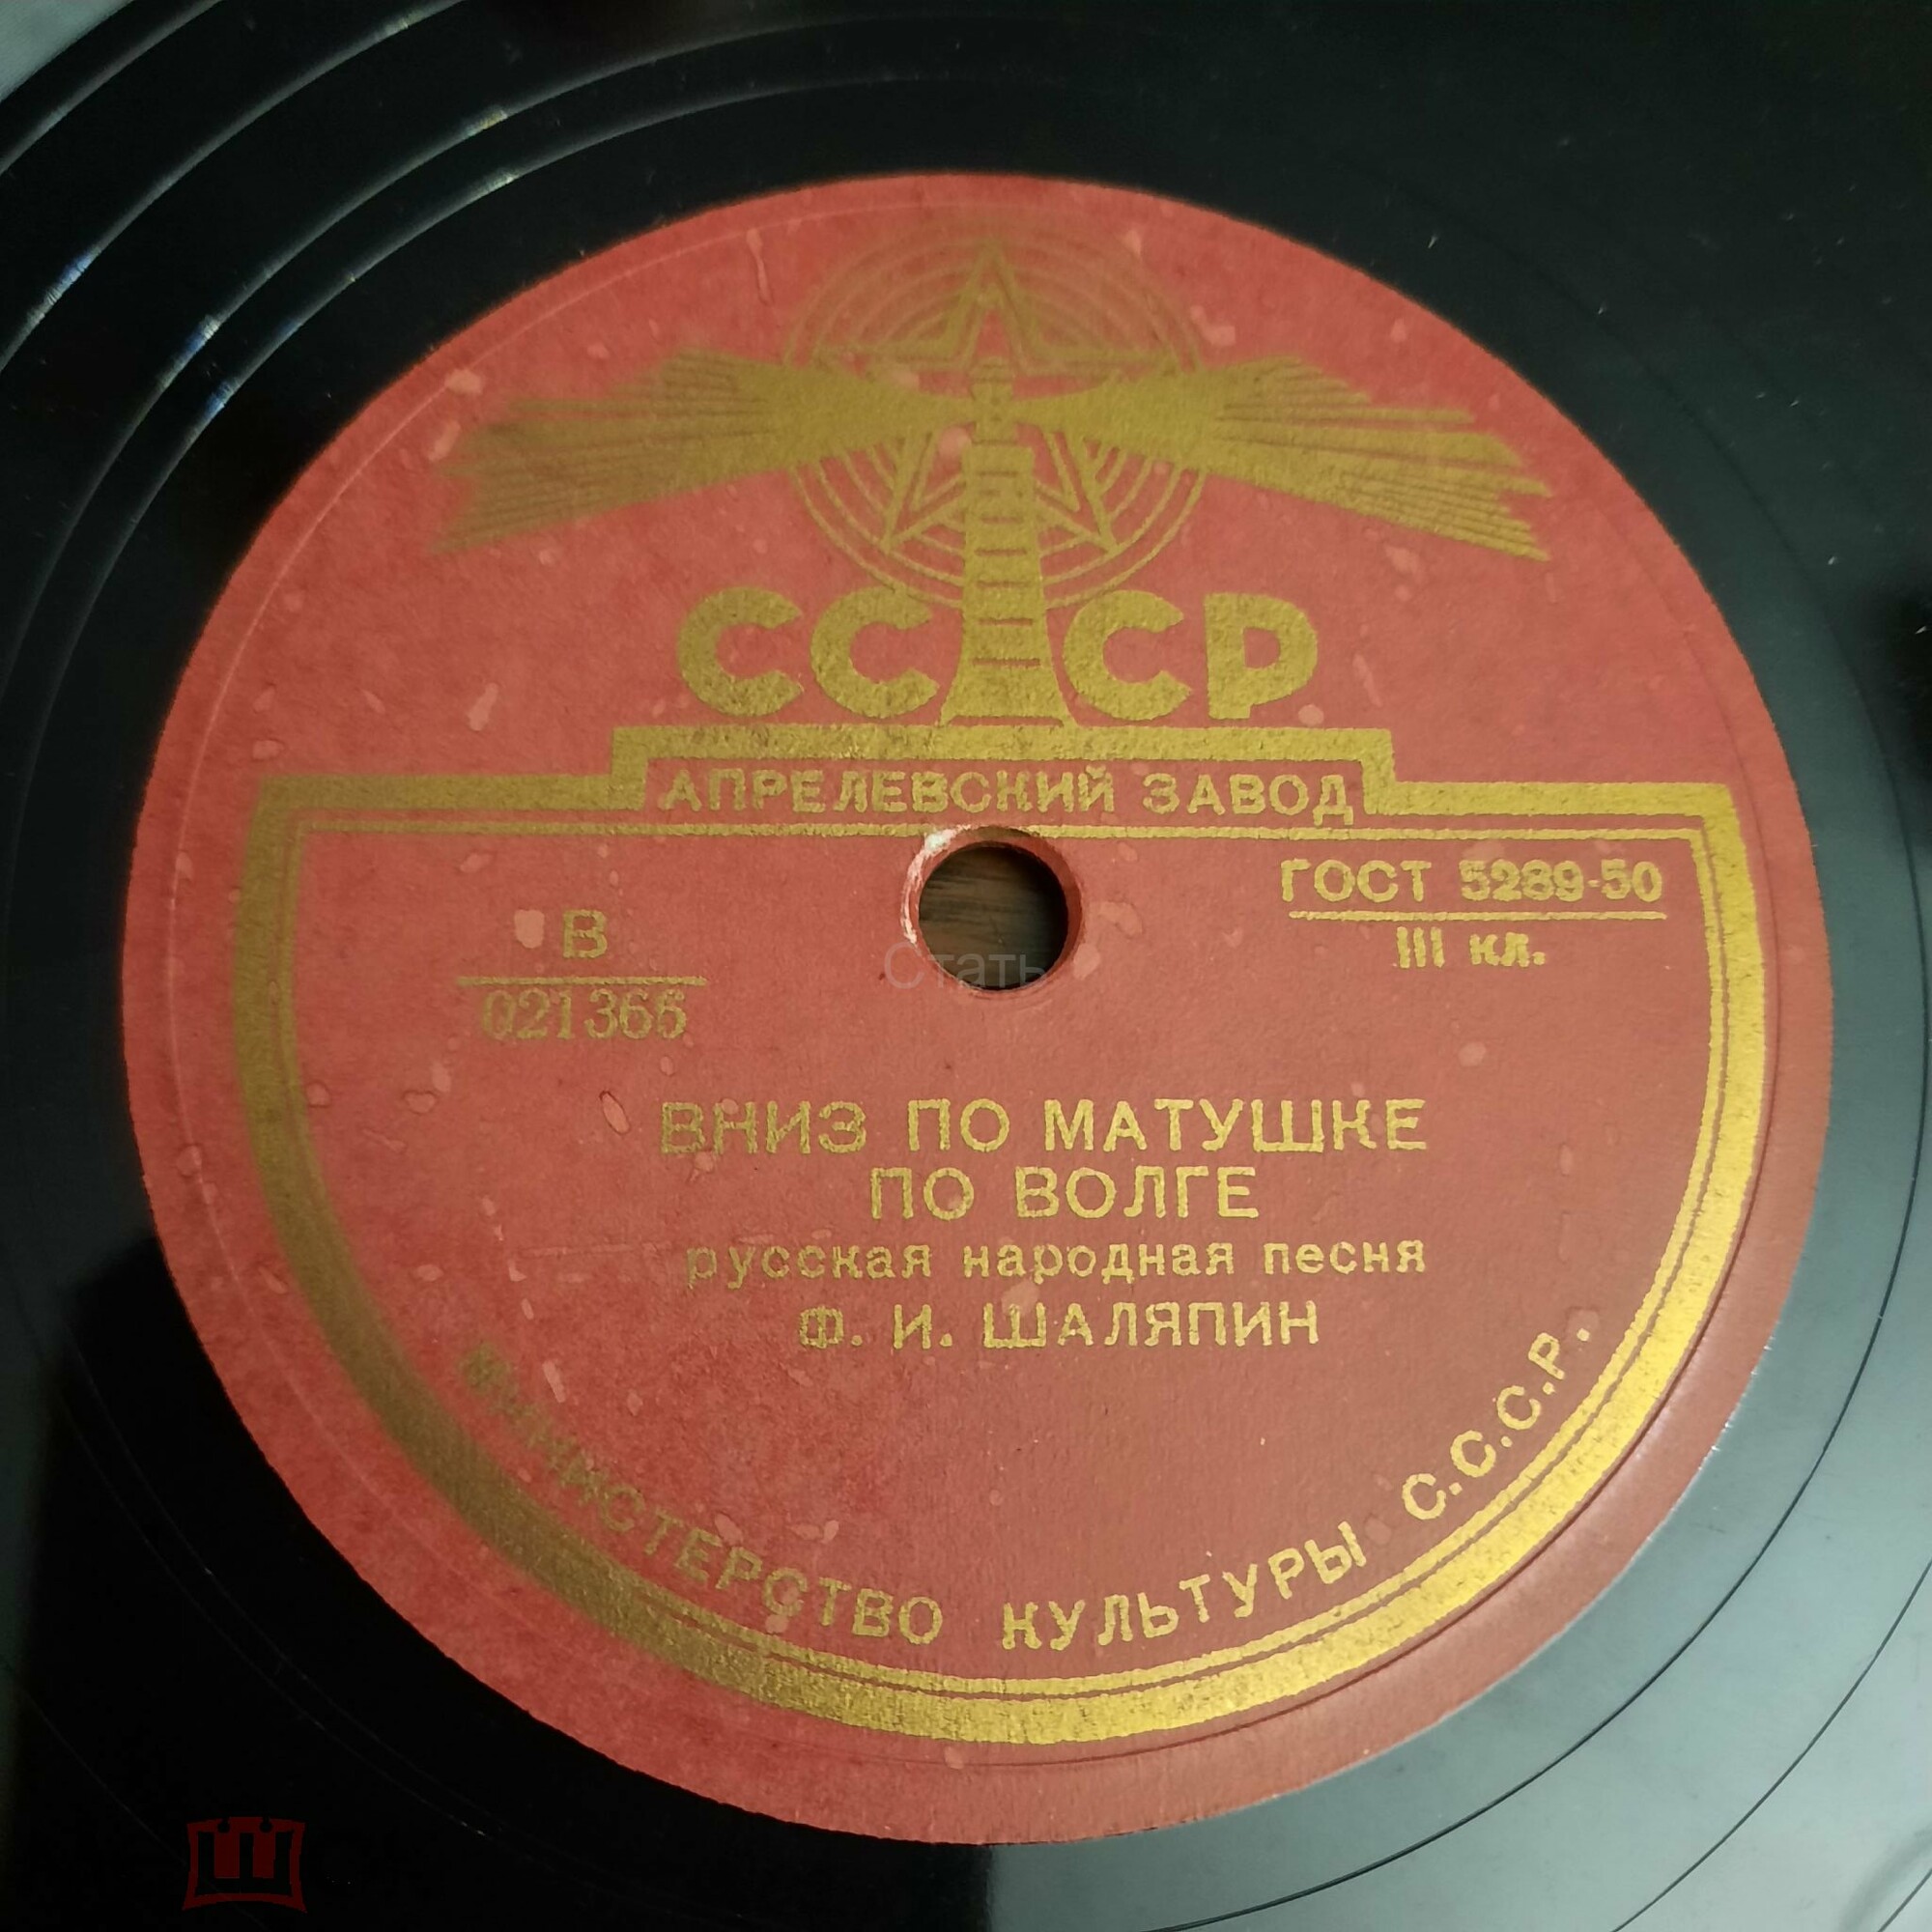 СССР
АПРЕЛЕВСКИЙ ЗАВОД
ГОСТ 5289-50
III кл.
В
021366
Стать
ВНИЗ ПО МАТУШКЕ
ПО ВОЛГЕ
русская народная песня
Ф. И. ШАЛЯПИН
МИНИСТЕРСТВО КУЛЬТУРЫ С.С.С.Р.